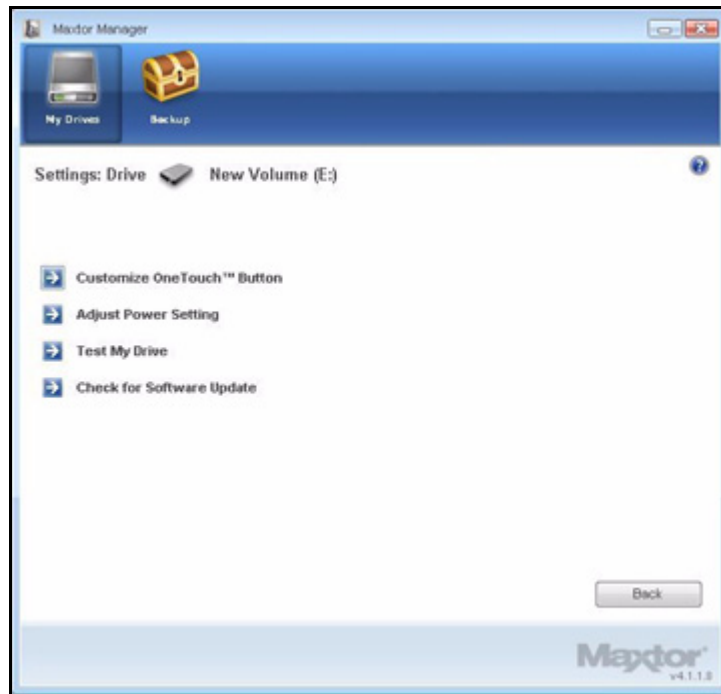 Maxtor Manager
My Drives Backup
Settings: Drive New Volume (E:)
Customize OneTouch™ Button
Adjust Power Setting
Test My Drive
Check for Software Update
Back
Maxtor
v4.1.1.8